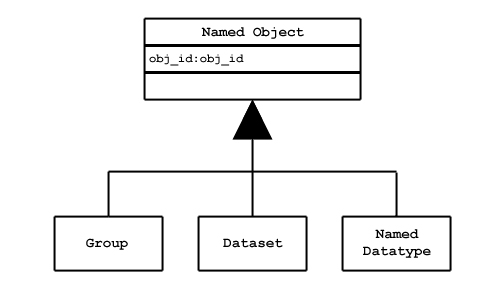 Named Object
obj_id:obj_id
Group
Dataset
Named
Datatype